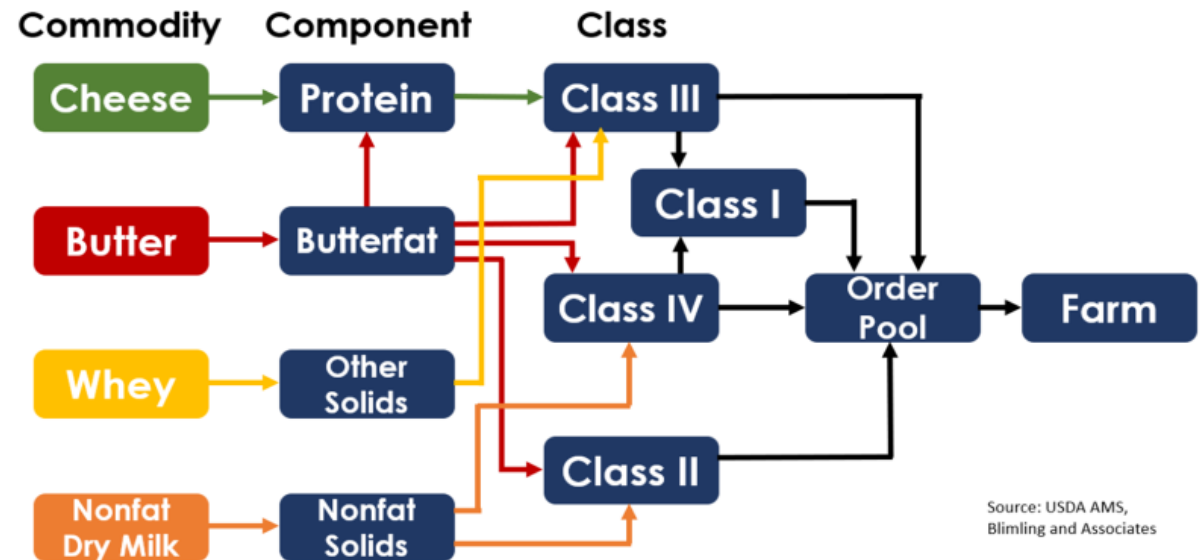 Commodity Component Class
Cheese Protein Class III
Class I
Butter Butterfat
Class IV Order
Pool Farm
Whey Other
Solids
Class II
Nonfat
Dry Milk Nonfat
Solids
Source: USDA AMS,
Blimling and Associates